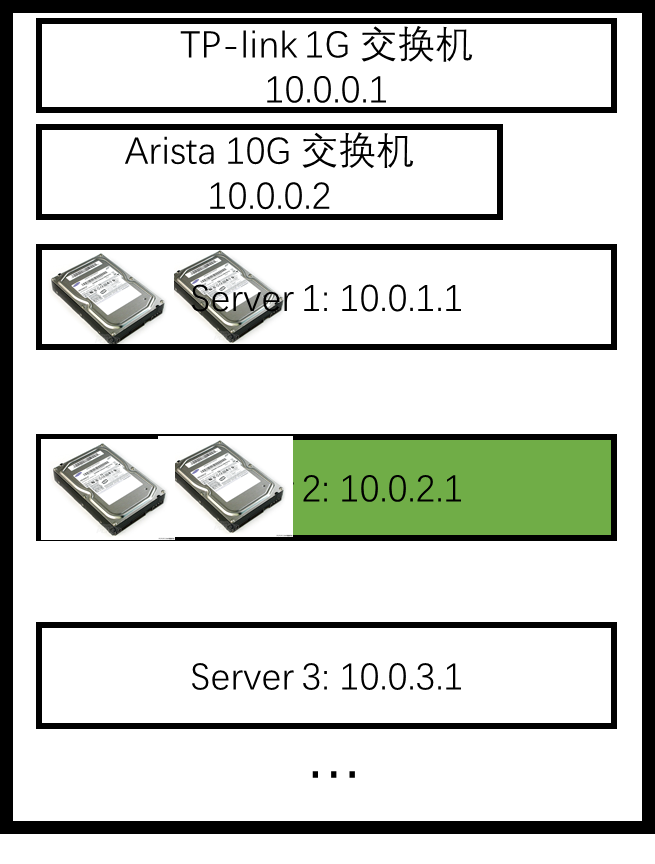 TP-link 1G 交换机
10.0.0.1
Arista 10G 交换机
10.0.0.2
Server 1: 10.0.1.1
2: 10.0.2.1
Server 3: 10.0.3.1
...